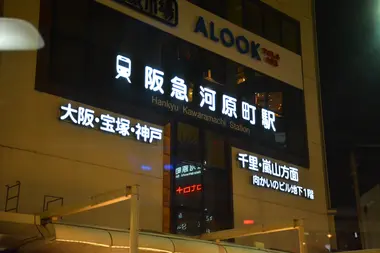 ALOOK
阪急 河原町駅
Hankyu Kawaramachi Station
大阪・宝塚・神戸
千里・嵐山方面
向かいのビル地下1階